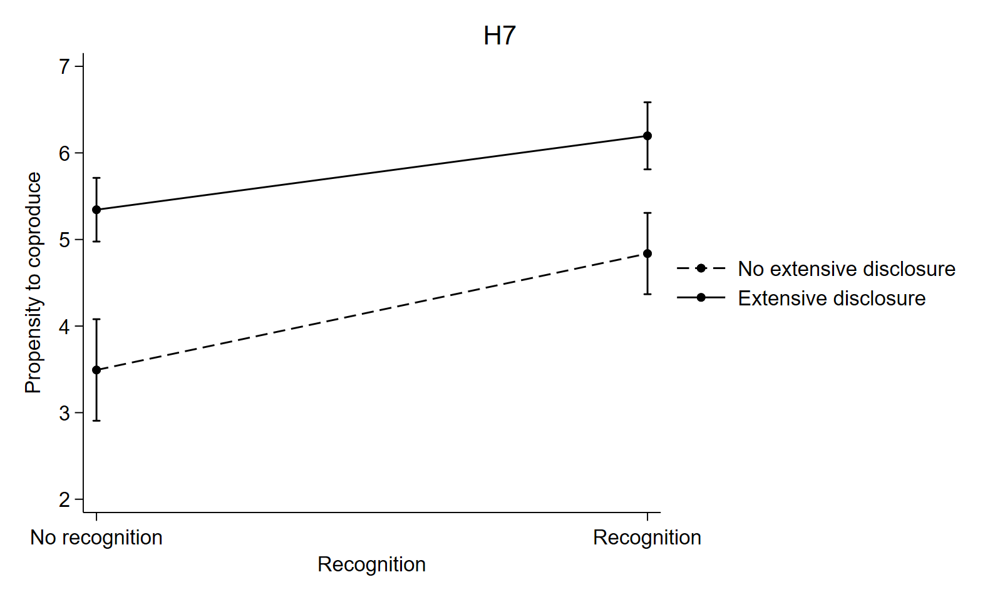 H7
7
6
5
4
3
2
Propensity to coproduce
No recognition
Recognition
Recognition
No extensive disclosure
Extensive disclosure